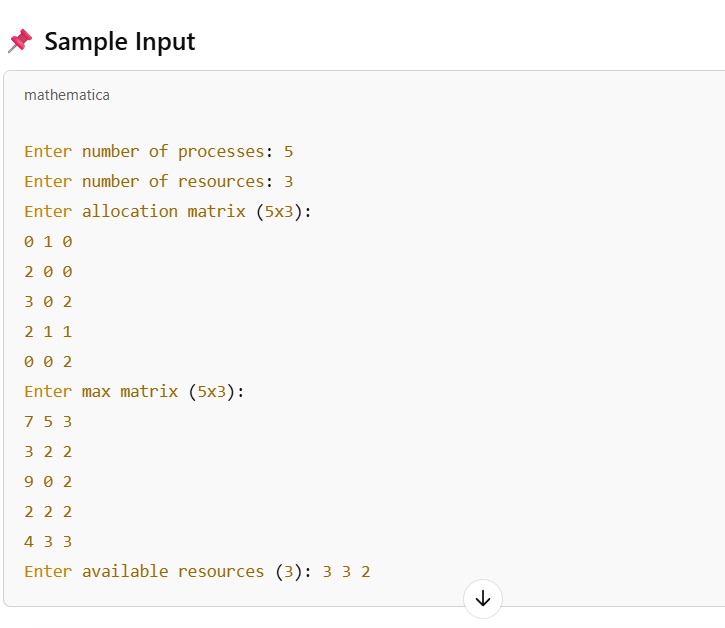 Sample Input
mathematica
Enter number of processes: 5
Enter number of resources: 3
Enter allocation matrix (5x3):
0 1 0
2 0 0
3 0 2
2 1 1
0 0 2
Enter max matrix (5x3):
7 5 3
3 2 2
9 0 2
2 2 2
4 3 3
Enter available resources (3): 3 3 2